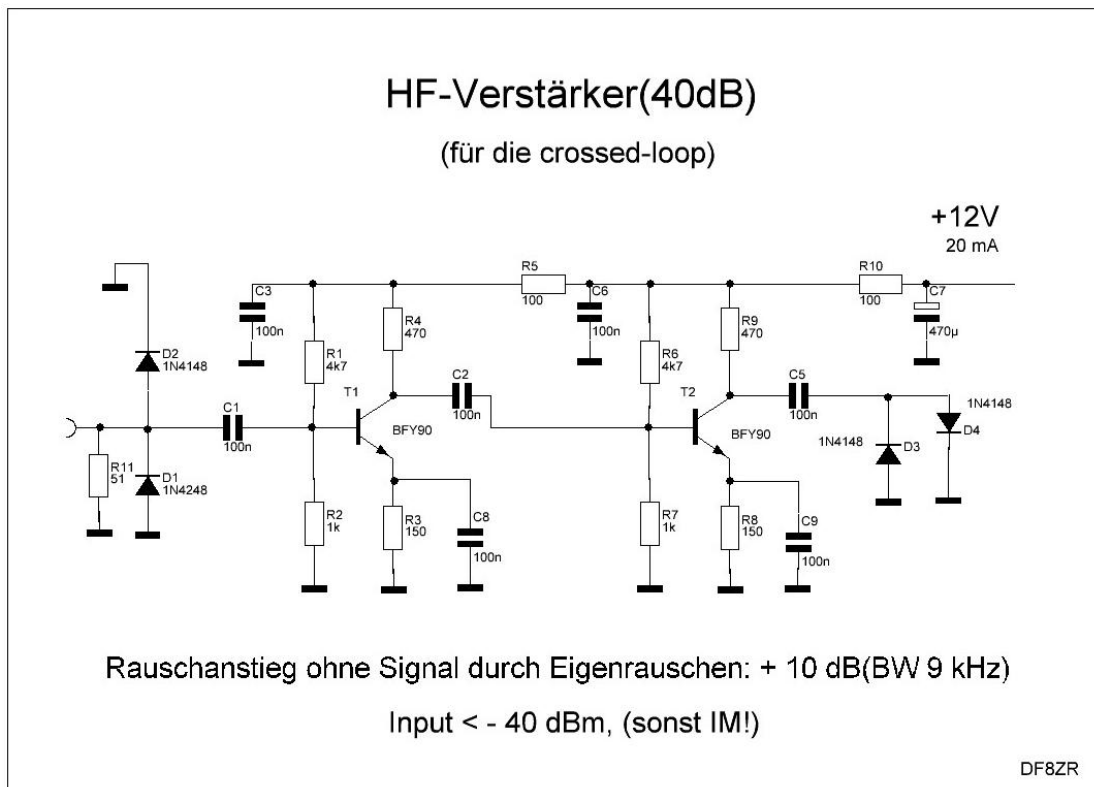 HF-Verstärker(40dB)
(für die crossed-loop)
+12V
20 mA
R5
100
R10
100
C3
100n
C6
100n
C7
470µ
R4
470
R9
470
R1
4k7
R6
4k7
D2
1N4148
C2
100n
C5
100n
T1
T2
1N4148
D4
C1
100n
BFY90
BFY90
1N4148
D3
R11
51
D1
1N4248
R2
1k
R3
150
C8
100n
R7
1k
R8
150
C9
100n
Rauschanstieg ohne Signal durch Eigenrauschen: + 10 dB(BW 9 kHz)
Input < - 40 dBm, (sonst IM!)
DF8ZR